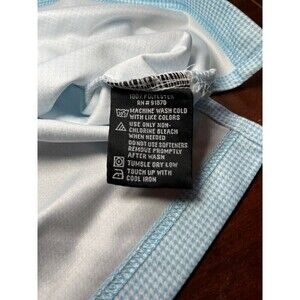 100% POLYESTER
RN # 91870
MACHINE WASH COLD
WITH LIKE COLORS
USE ONLY NON-
CHLORINE BLEACH
WHEN NEEDED
DO NOT USE SOFTENERS
REMOVE PROMPTLY
AFTER WASH
TUMBLE DRY LOW
TOUCH UP WITH
COOL IRON